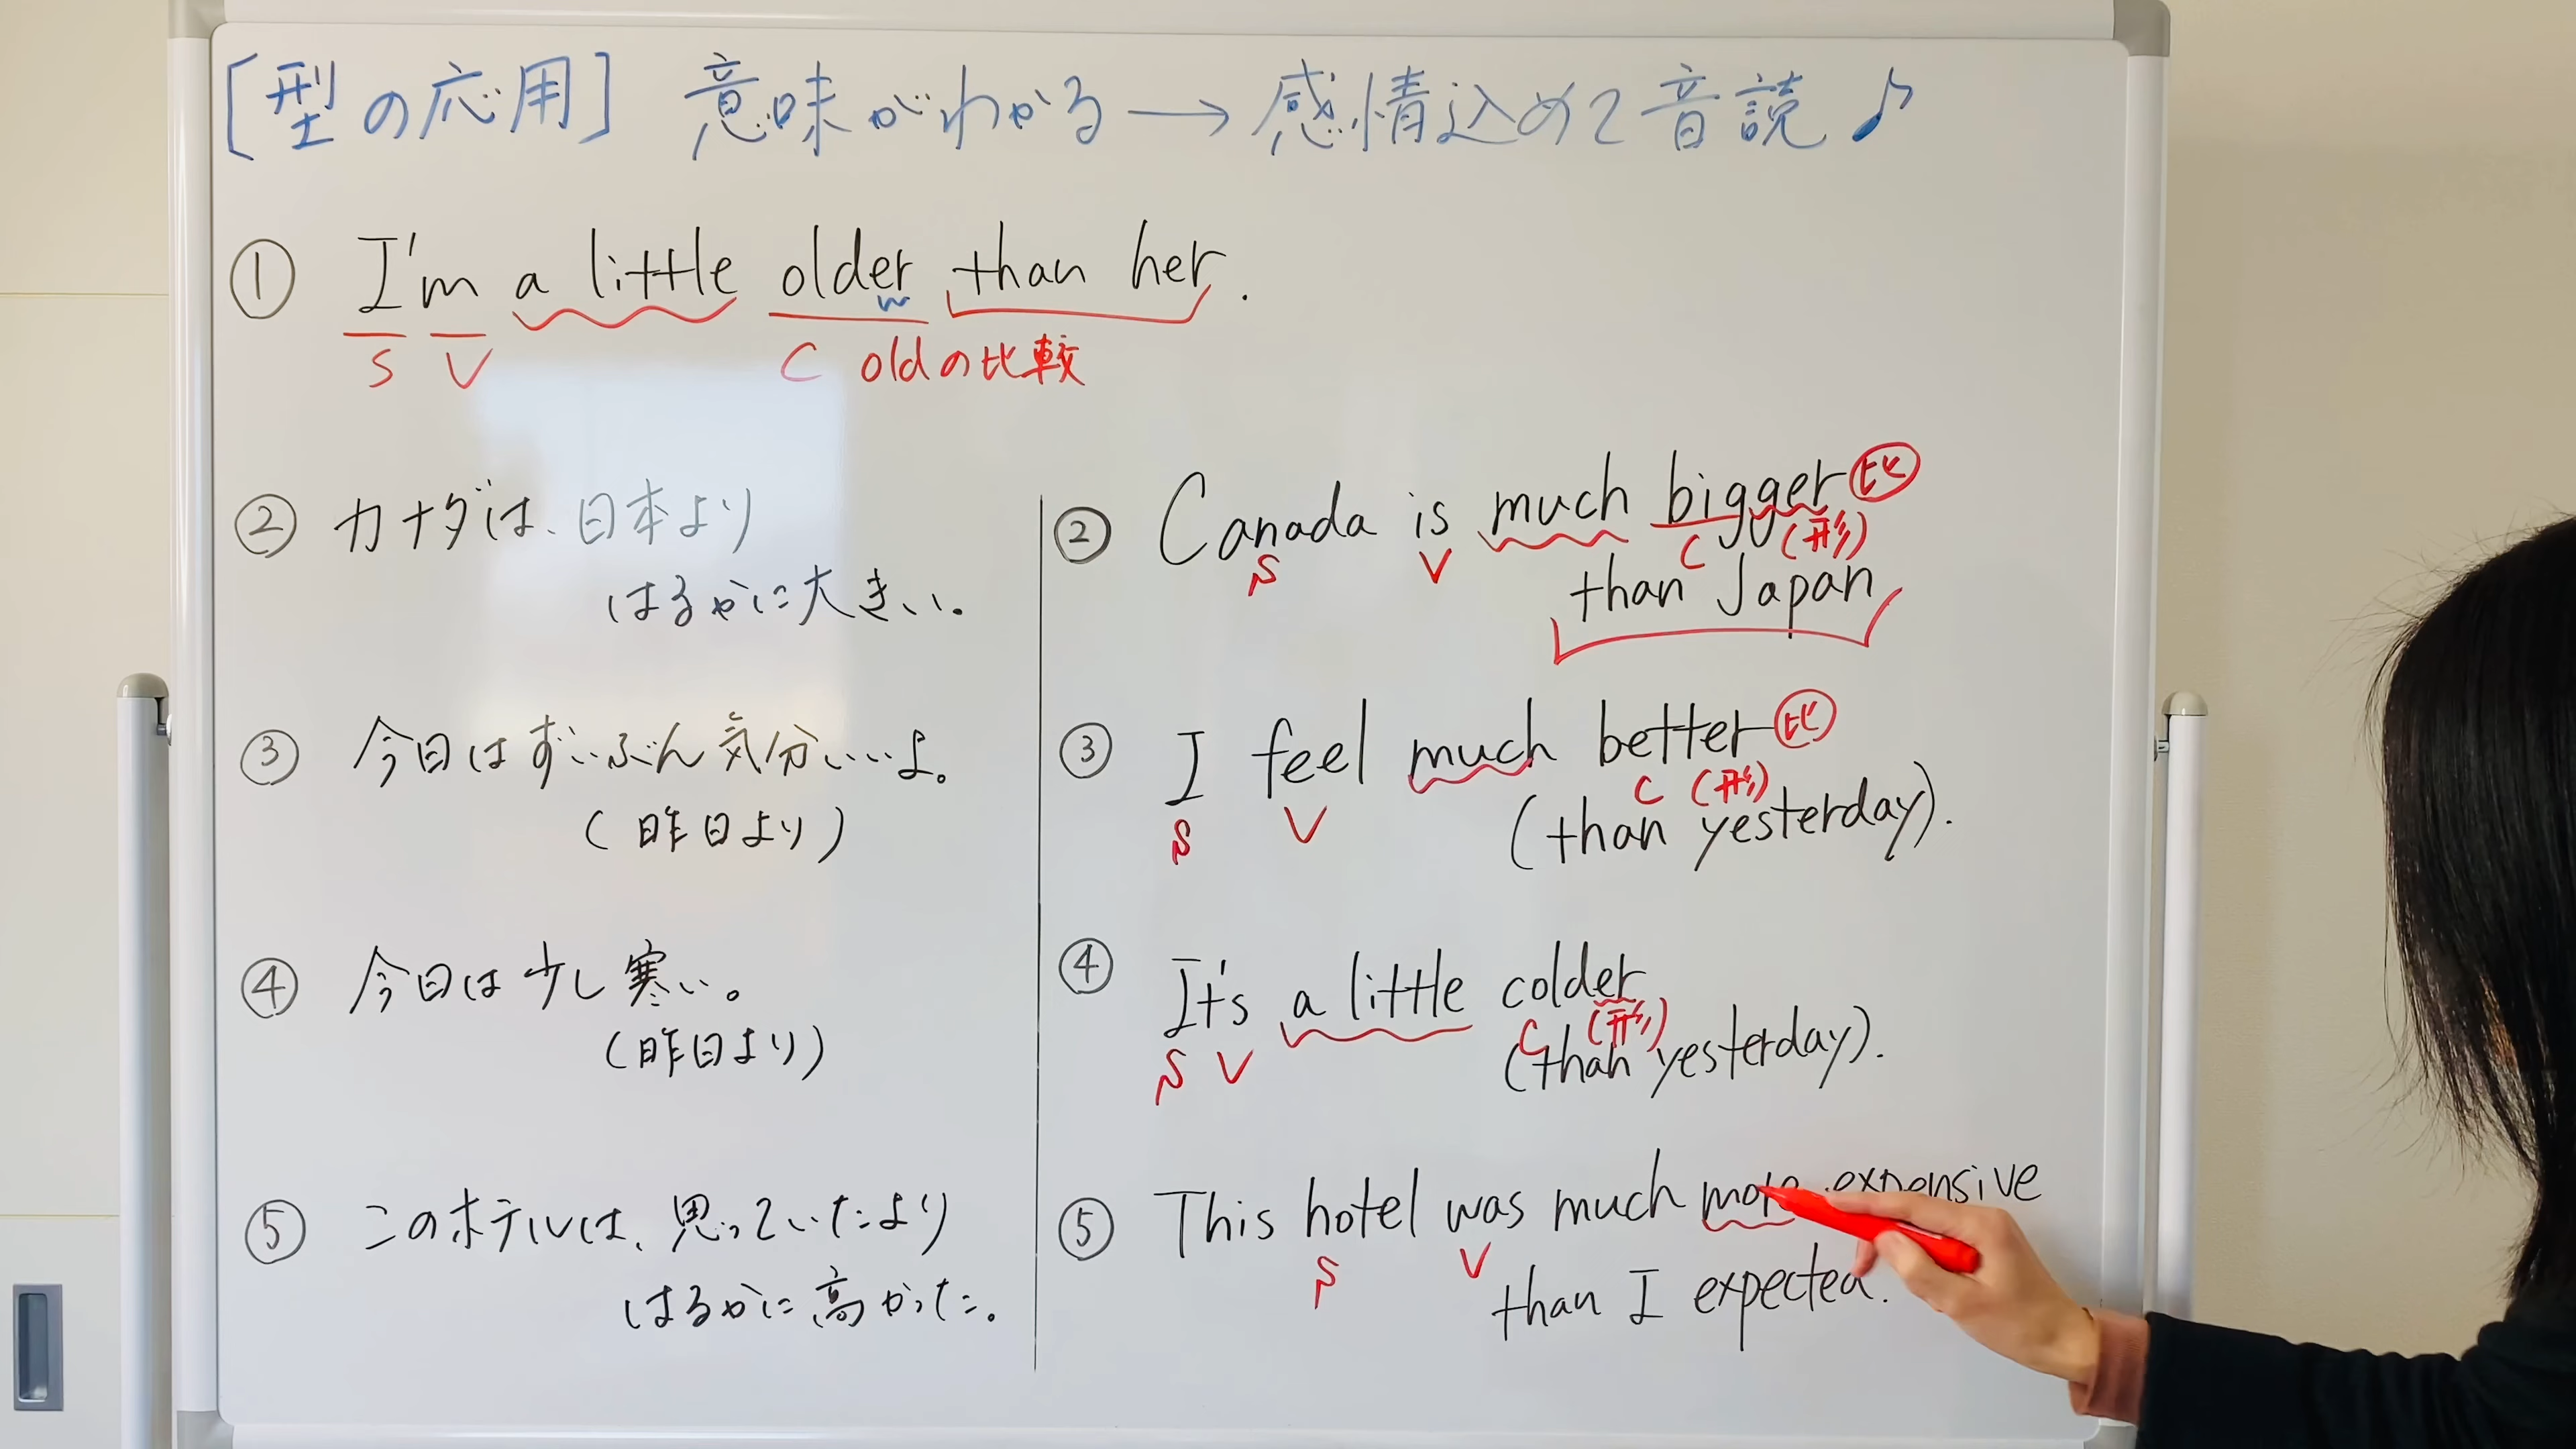 [型の応用] 意味がわかる → 感情込めて音読♪
① I'm a little older than her.
S V C oldの比較
② カナダは、日本より
はるかに大きい。
③ 今日はずいぶん気分いいよ。
(昨日より)
④ 今日は少し寒い。
(昨日より)
⑤ このホテルは、思っていたより
はるかに高かった。
② Canada is much bigger 比
S V C (形)
than Japan
③ I feel much better 比
S V C (形)
(than yesterday).
④ It's a little colder
S V C (形)
(than yesterday).
⑤ This hotel was much more expensive
S V
than I expected.